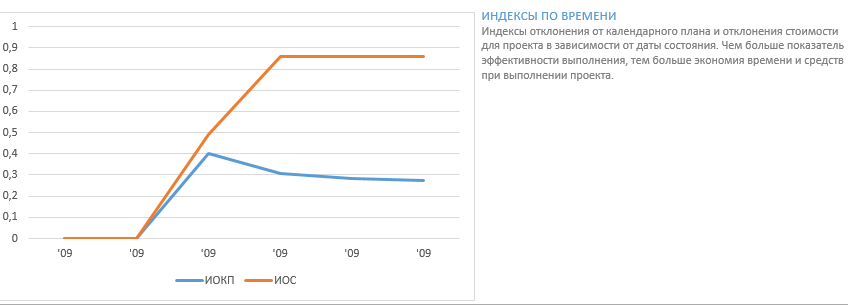 ИНДЕКСЫ ПО ВРЕМЕНИ
Индексы отклонения от календарного плана и отклонения стоимости
для проекта в зависимости от даты состояния. Чем больше показатель
эффективности выполнения, тем больше экономия времени и средств
при выполнении проекта.
1
0,9
0,8
0,7
0,6
0,5
0,4
0,3
0,2
0,1
0
'09 '09 '09 '09 '09 '09
ИОКП ИОС